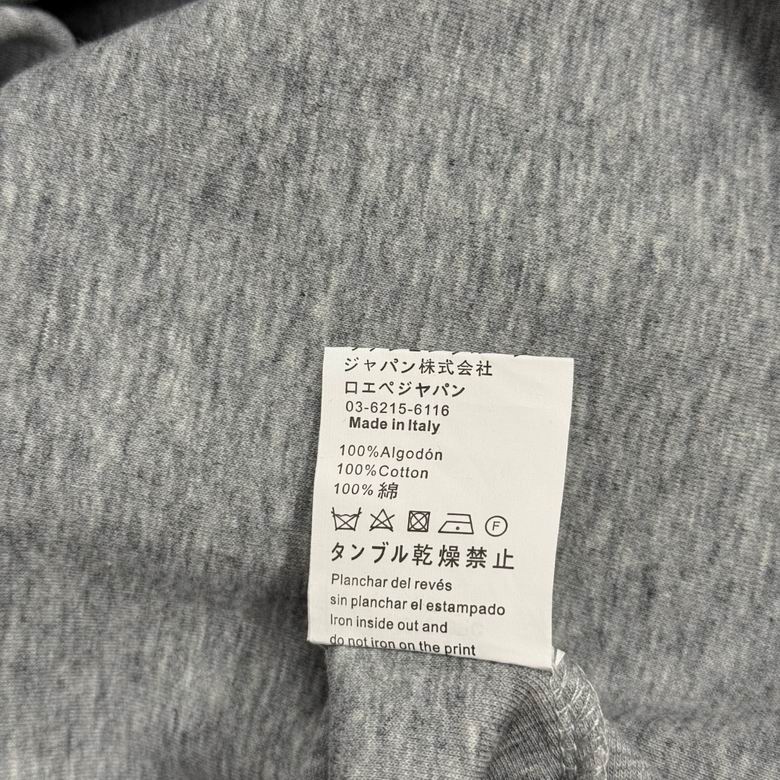 ジャパン株式会社
ロエペジャパン
03-6215-6116
Made in Italy
100%Algodón
100%Cotton
100% 綿
F
タンブル乾燥禁止
Planchar del revés
sin planchar el estampado
Iron inside out and
do not iron on the print